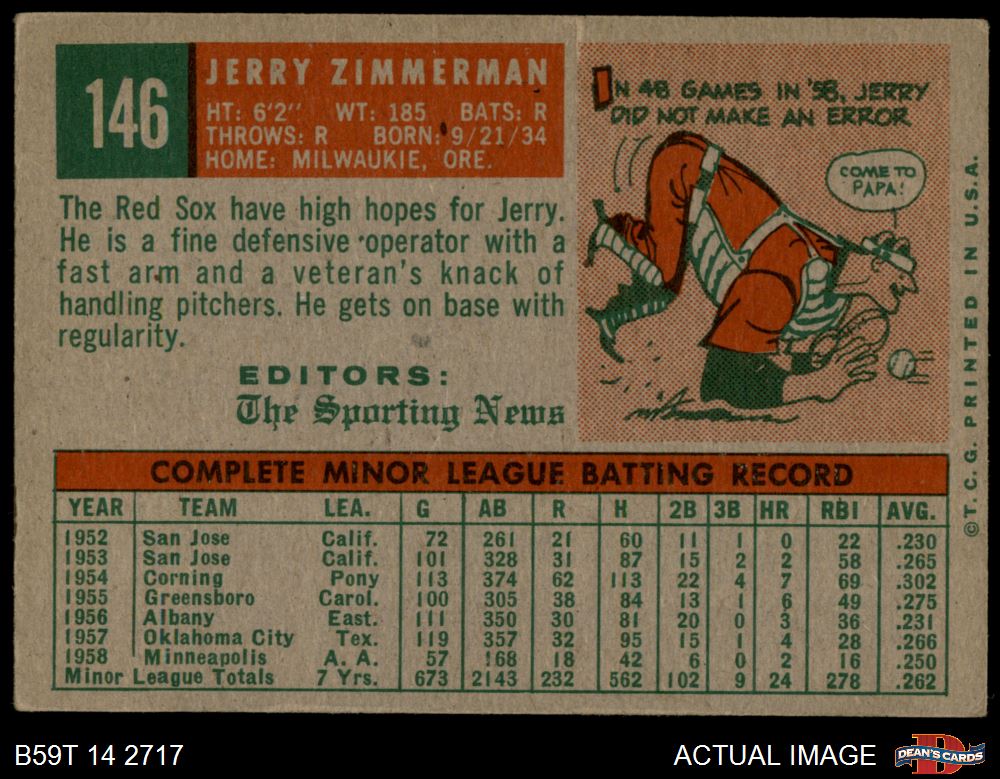 146
JERRY ZIMMERMAN
HT: 6'2" WT: 185 BATS: R
THROWS: R BORN: 9/21/34
HOME: MILWAUKIE, ORE.
The Red Sox have high hopes for Jerry.
He is a fine defensive operator with a
fast arm and a veteran's knack of
handling pitchers. He gets on base with
regularity.
EDITORS:
The Sporting News
IN 48 GAMES IN '58, JERRY
DID NOT MAKE AN ERROR
COME TO
PAPA!
© T. C. G. PRINTED IN U.S.A.
COMPLETE MINOR LEAGUE BATTING RECORD
YEAR TEAM LEA. G AB R H 2B 3B HR RBI AVG.
1952 San Jose Calif. 72 261 21 60 11 1 0 22 .230
1953 San Jose Calif. 101 328 31 87 15 2 2 58 .265
1954 Corning Pony 113 374 62 113 22 4 7 69 .302
1955 Greensboro Carol. 100 305 38 84 13 1 6 49 .275
1956 Albany East. 111 350 30 81 20 0 3 36 .231
1957 Oklahoma City Tex. 119 357 32 95 15 1 4 28 .266
1958 Minneapolis A. A. 57 168 18 42 6 0 2 16 .250
Minor League Totals 7 Yrs. 673 2143 232 562 102 9 24 278 .262
B59T 14 2717
ACTUAL IMAGE
DEAN'S CARDS